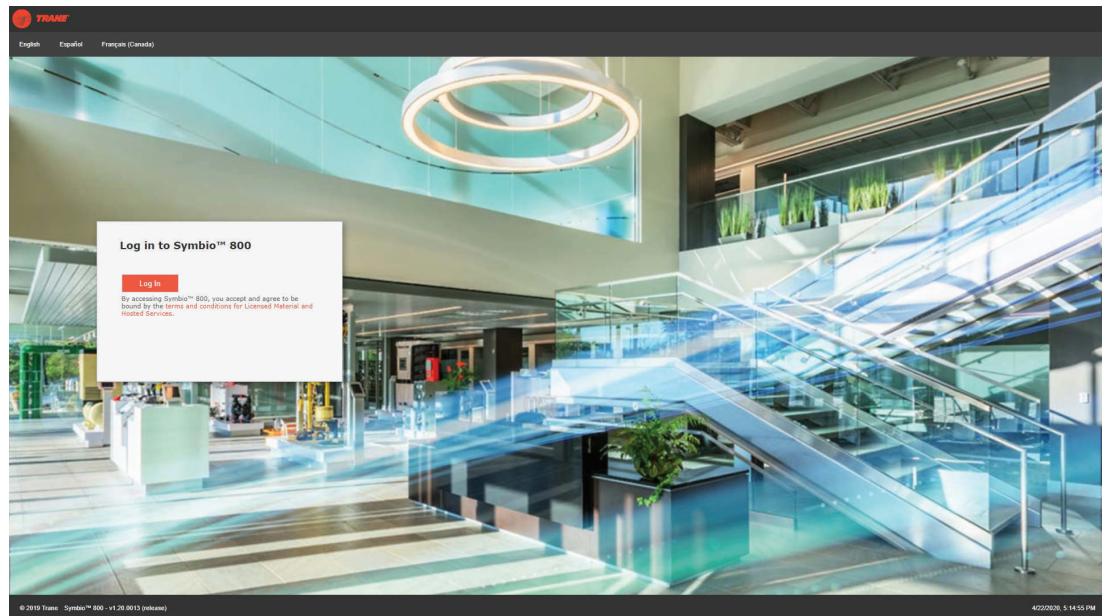 TRANE
English Español Français (Canada)
Log in to Symbio™ 800
Log In
By accessing Symbio™ 800, you accept and agree to be
bound by the terms and conditions for Licensed Material and
Hosted Services.
© 2019 Trane Symbio™ 800 - v1.20.0013 (release) 4/22/2020, 5:14:55 PM